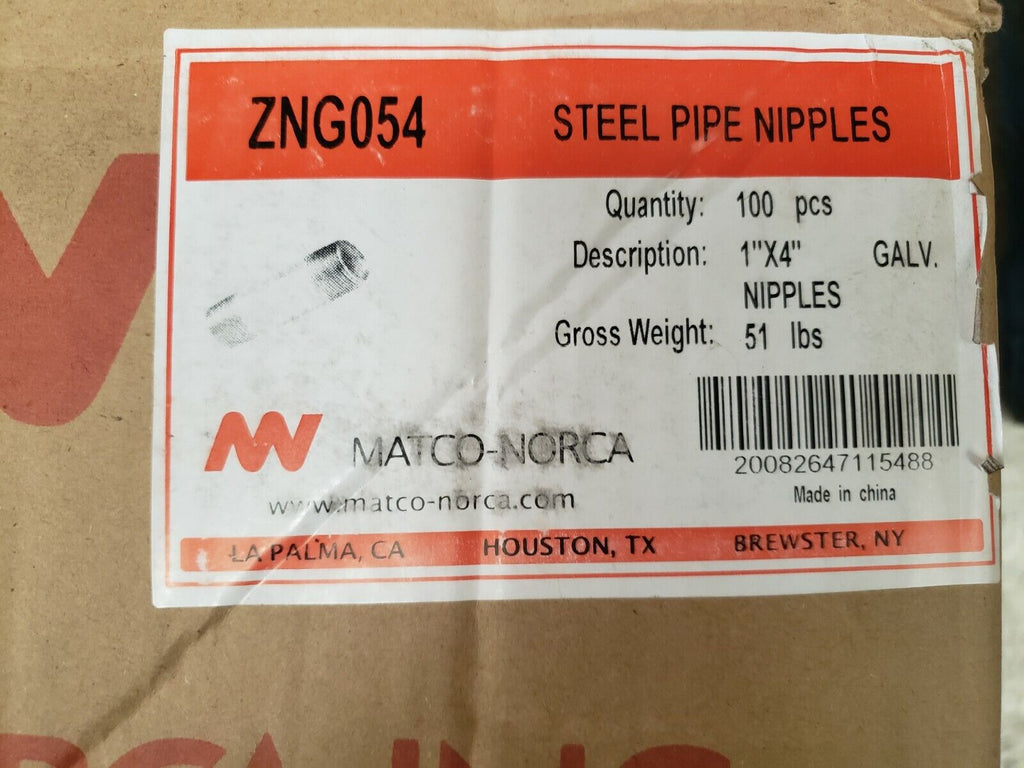 ZNG054 STEEL PIPE NIPPLES
Quantity: 100 pcs
Description: 1"X4" GALV.
NIPPLES
Gross Weight: 51 lbs
MATCO-NORCA
20082647115488
www.matco-norca.com
Made in china
LA PALMA, CA HOUSTON, TX BREWSTER, NY